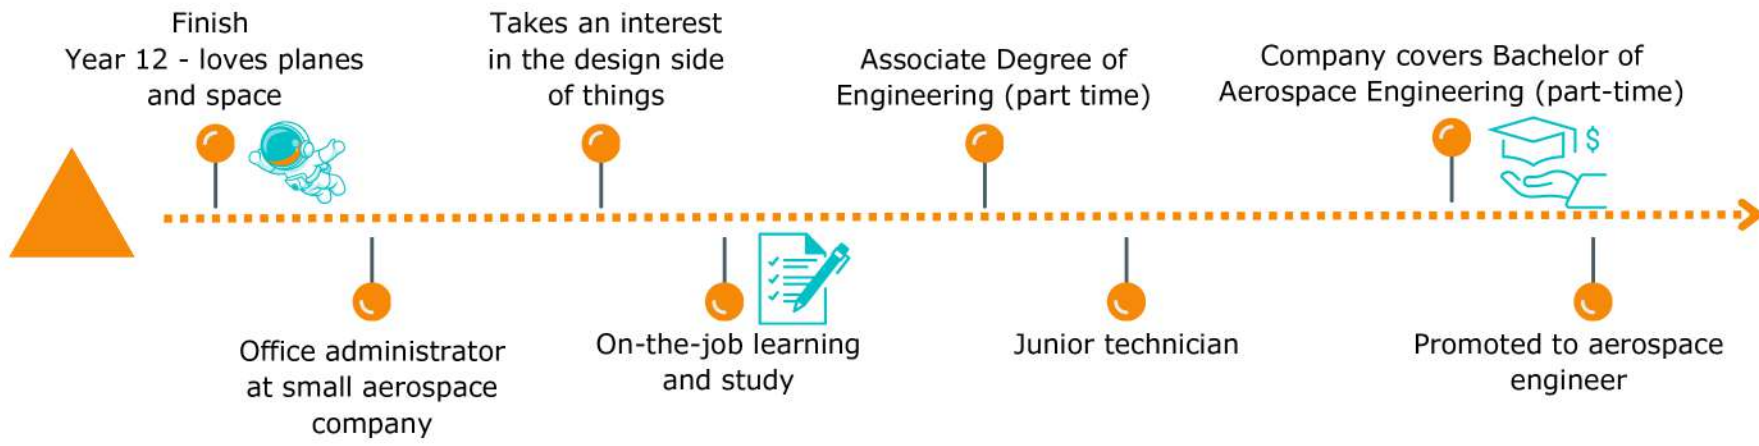 Finish
Year 12 - loves planes
and space
Office administrator
at small aerospace
company
Takes an interest
in the design side
of things
On-the-job learning
and study
Associate Degree of
Engineering (part time)
Junior technician
Company covers Bachelor of
Aerospace Engineering (part-time)
$
Promoted to aerospace
engineer